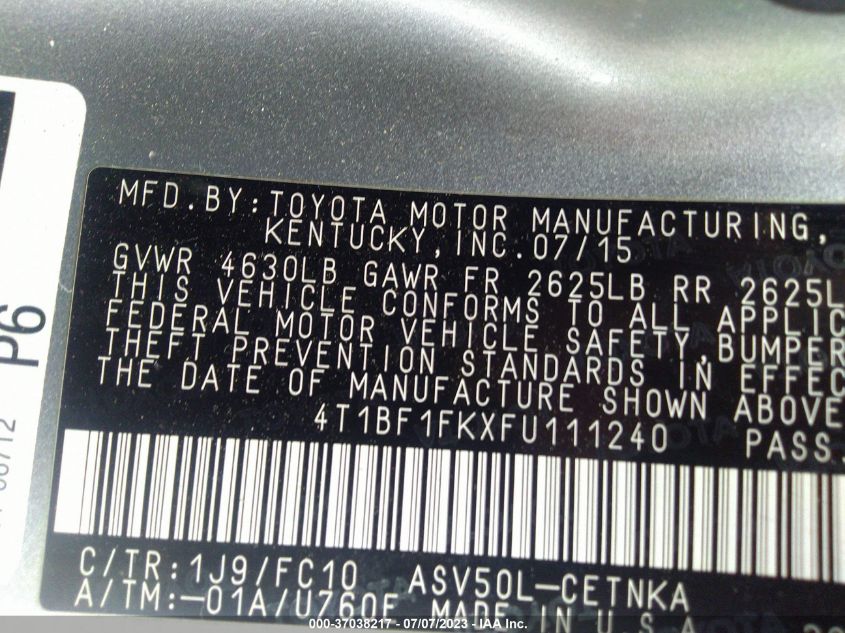 MFD.BY:TOYOTA MOTOR MANUFACTURING,
KENTUCKY,INC.07/15
GVWR 4630LB GAWR FR 2625LB RR 2625L
THIS VEHICLE CONFORMS TO ALL APPLIC
FEDERAL MOTOR VEHICLE SAFETY,BUMPER
THEFT PREVENTION STANDARDS IN EFFEC
THE DATE OF MANUFACTURE SHOWN ABOVE
4T1BF1FKXFU111240 PASS.
C/TR:1J9/FC10 ASV50L-CETNKA
A/TM:-01A/U760F MADE IN U.S.A
P6
000-37038217 - 07/07/2023 - IAA Inc.